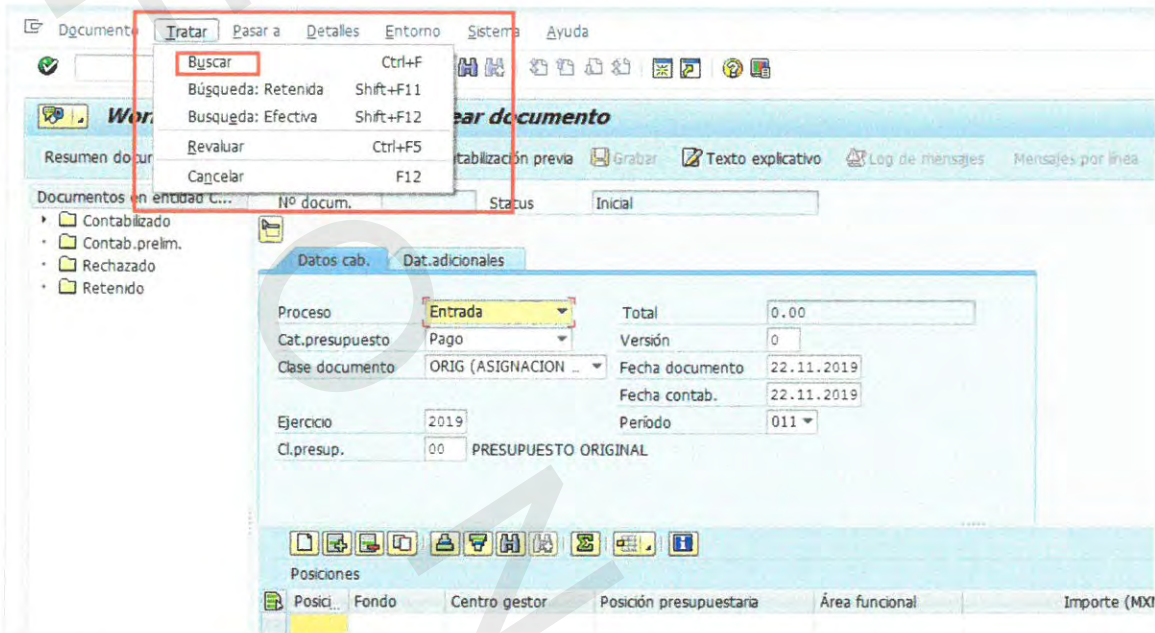 Documento Tratar Pasar a Detalles Entorno Sistema Ayuda
Buscar Ctrl+F
Búsqueda: Retenida Shift+F11
Busqueda: Efectiva Shift+F12
Revaluar Ctrl+F5
Cancelar F12
Wor ear documento
Resumen docur tabilización previa Grabar Texto explicativo Log de mensajes Mensajes por línea
Documentos en entidad C...
Contabilizado
Contab.prelim.
Rechazado
Retenido
Nº docum. Status Inicial
Datos cab. Dat.adicionales
Proceso Entrada Total 0.00
Cat.presupuesto Pago Versión 0
Clase documento ORIG (ASIGNACION .. Fecha documento 22.11.2019
Fecha contab. 22.11.2019
Ejercicio 2019 Período 011
Cl.presup. 00 PRESUPUESTO ORIGINAL
Posiciones
Posici.. Fondo Centro gestor Posición presupuestaria Área funcional Importe (MXN